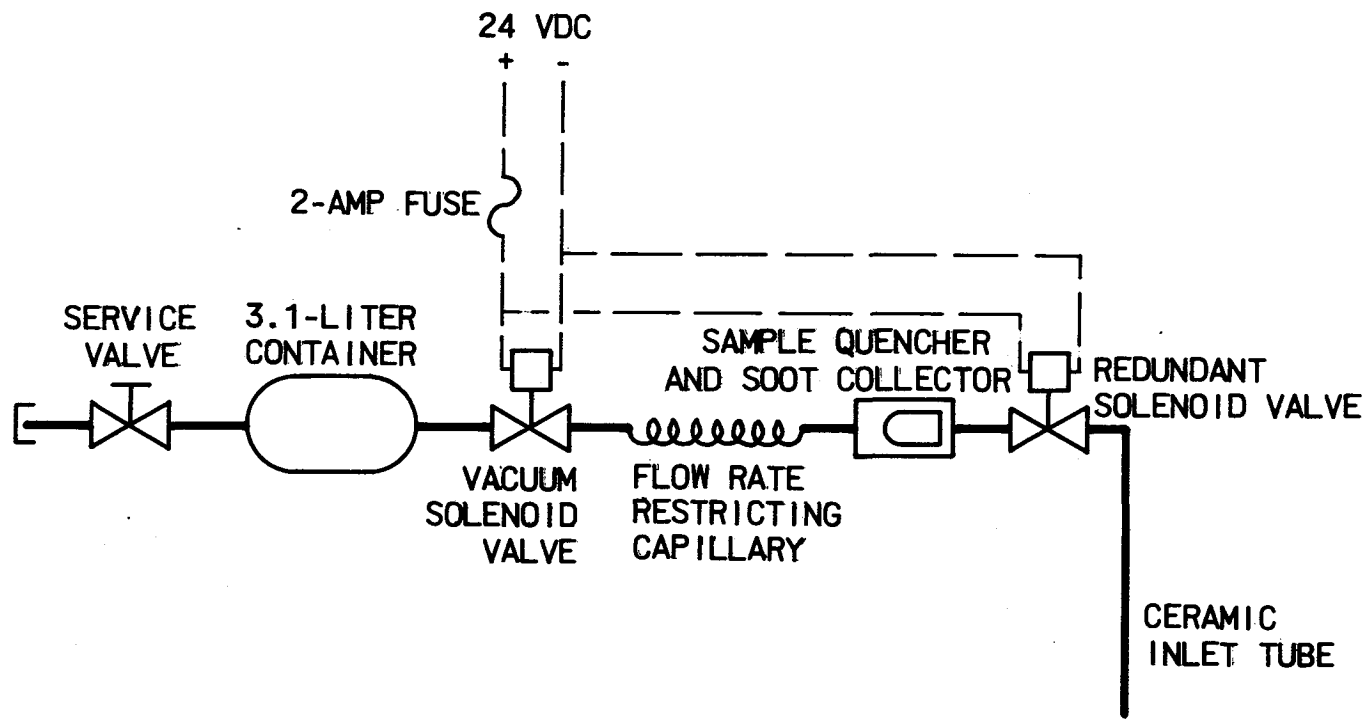 24 VDC
+ -
2-AMP FUSE
SERVICE
VALVE
3.1-LITER
CONTAINER
SAMPLE QUENCHER
AND SOOT COLLECTOR
REDUNDANT
SOLENOID VALVE
VACUUM
SOLENOID
VALVE
FLOW RATE
RESTRICTING
CAPILLARY
CERAMIC
INLET TUBE